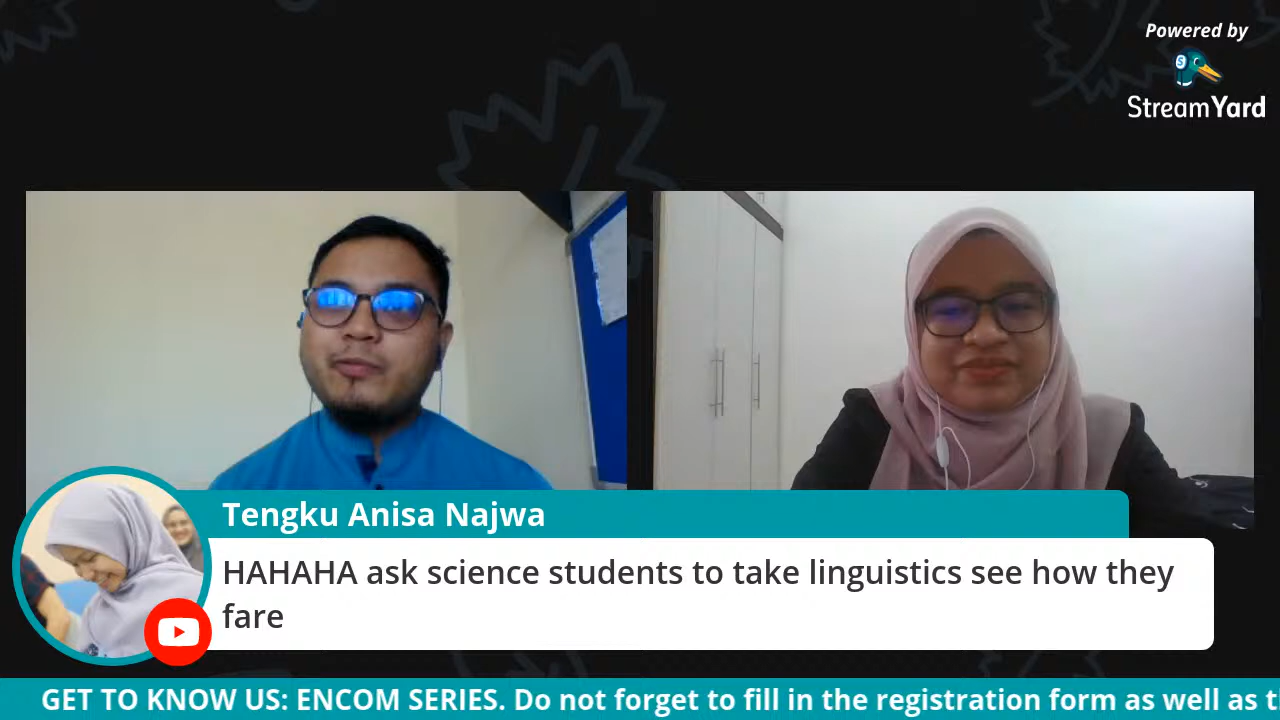 Powered by
StreamYard
Tengku Anisa Najwa
HAHAHA ask science students to take linguistics see how they
fare
GET TO KNOW US: ENCOM SERIES. Do not forget to fill in the registration form as well as t